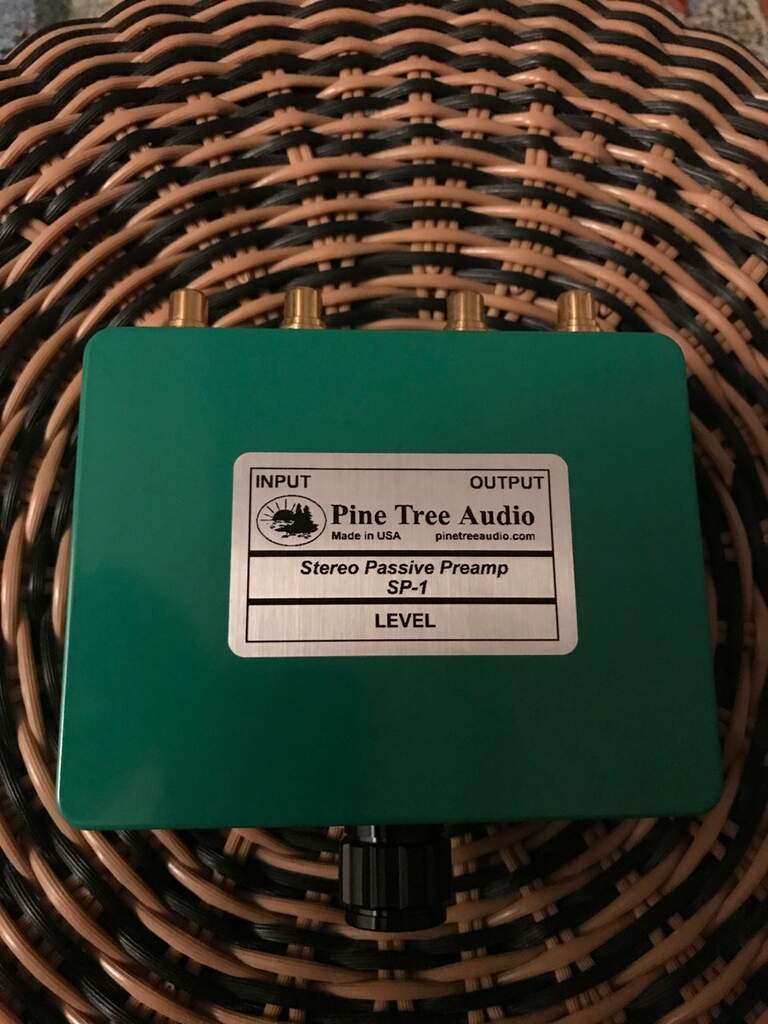 INPUT OUTPUT
Pine Tree Audio
Made in USA pinetreeaudio.com
Stereo Passive Preamp
SP-1
LEVEL